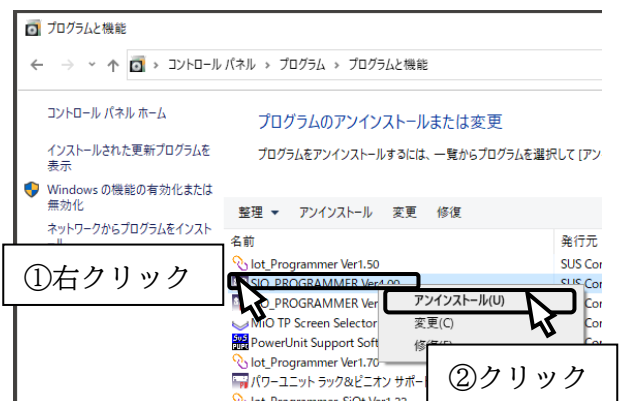 プログラムと機能
コントロール パネル > プログラム > プログラムと機能
コントロール パネル ホーム
インストールされた更新プログラムを
表示
Windows の機能の有効化または
無効化
ネットワークからプログラムをインスト
プログラムのアンインストールまたは変更
プログラムをアンインストールするには、一覧からプログラムを選択して [アン
整理 アンインストール 変更 修復
名前 発行元
Iot_Programmer Ver1.50 SUS Cor
SIO_PROGRAMMER Ver4.00 SUS Cor
PROGRAMMER Ver
MiO TP Screen Selector
PowerUnit Support Soft
Iot_Programmer Ver1.70
パワーユニット ラック&ピニオン サポー
アンインストール(U)
変更(C)
①右クリック
②クリック